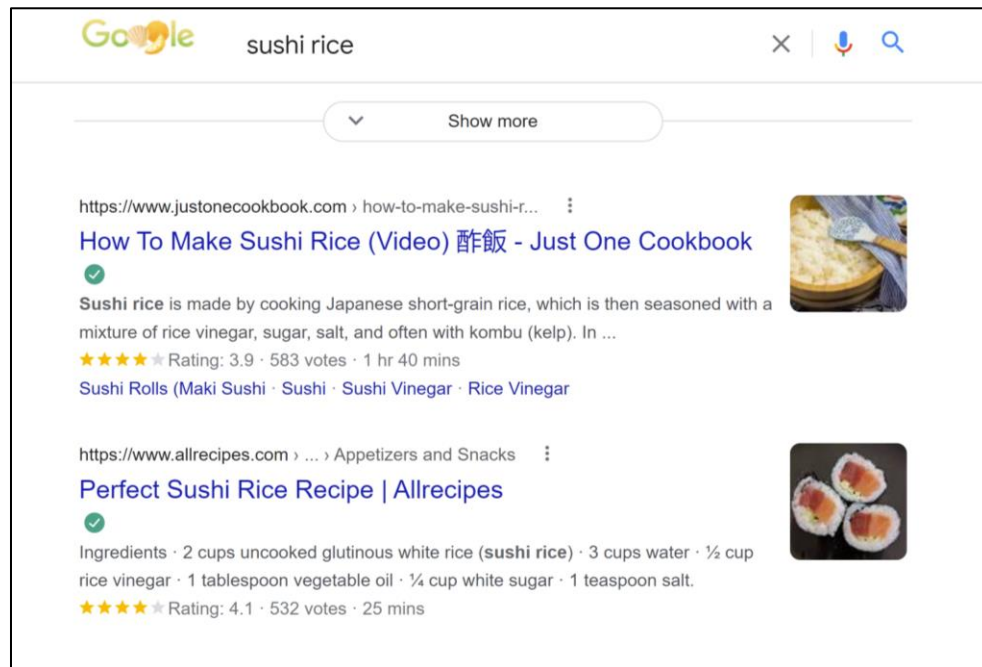 Google
sushi rice
Show more
https://www.justonecookbook.com › how-to-make-sushi-r...
How To Make Sushi Rice (Video) 酢飯 - Just One Cookbook
Sushi rice is made by cooking Japanese short-grain rice, which is then seasoned with a
mixture of rice vinegar, sugar, salt, and often with kombu (kelp). In ...
Rating: 3.9 · 583 votes · 1 hr 40 mins
Sushi Rolls (Maki Sushi · Sushi · Sushi Vinegar · Rice Vinegar
https://www.allrecipes.com › ... › Appetizers and Snacks
Perfect Sushi Rice Recipe | Allrecipes
Ingredients · 2 cups uncooked glutinous white rice (sushi rice) · 3 cups water · ½ cup
rice vinegar · 1 tablespoon vegetable oil · ¼ cup white sugar · 1 teaspoon salt.
Rating: 4.1 · 532 votes · 25 mins